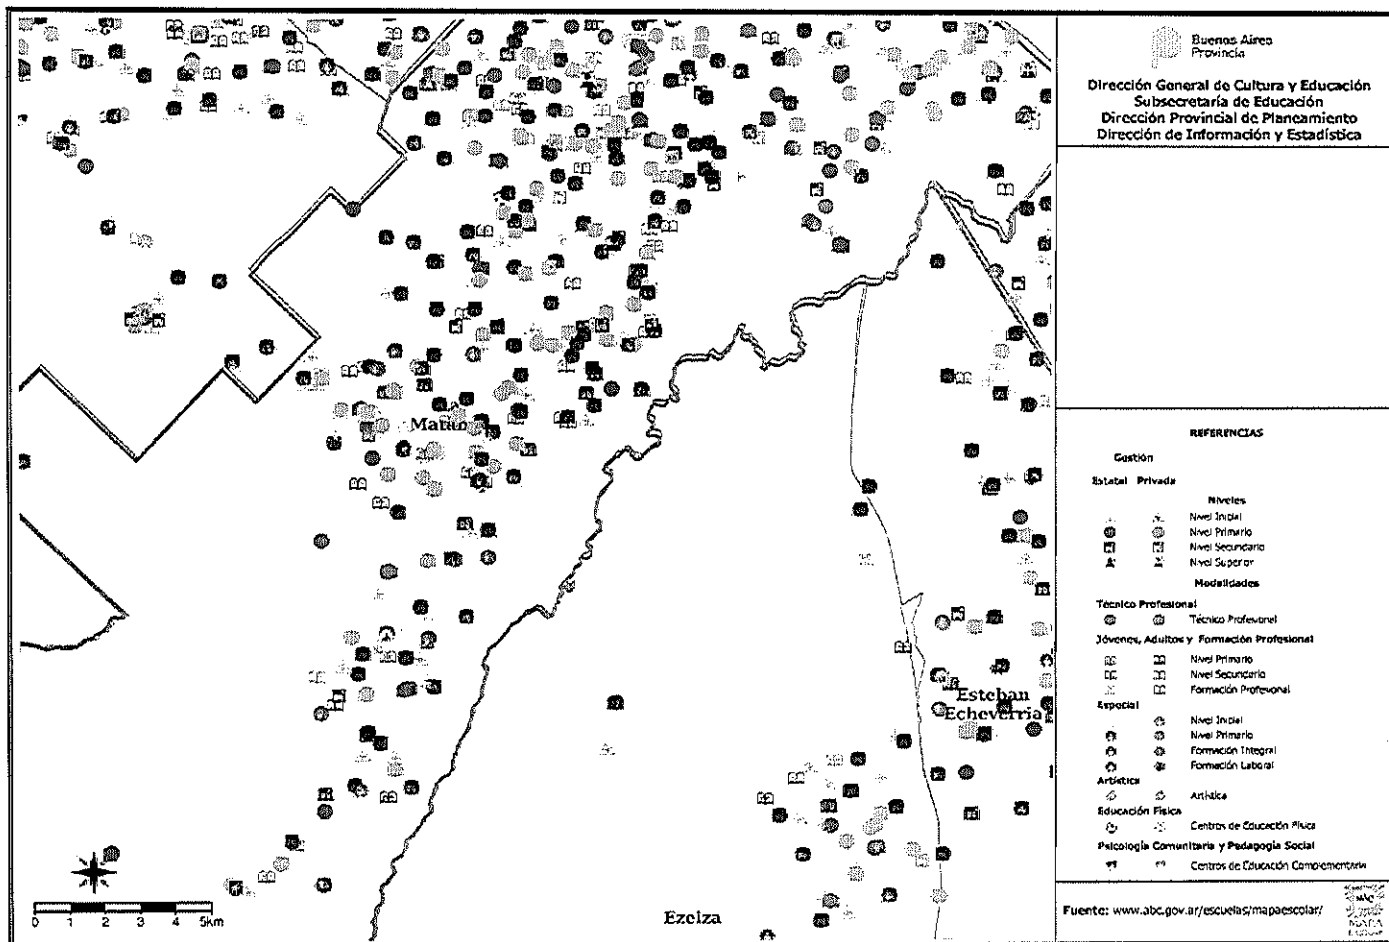 Buenos Aires
Provincia
Dirección General de Cultura y Educación
Subsecretaría de Educación
Dirección Provincial de Planeamiento
Dirección de Información y Estadística
REFERENCIAS
Gestión
Estatal Privada
Niveles
Nivel Inicial
Nivel Primario
Nivel Secundario
Nivel Superior
Modalidades
Técnico Profesional
Técnico Profesional
Jóvenes, Adultos y Formación Profesional
Nivel Primario
Nivel Secundario
Formación Profesional
Especial
Nivel Inicial
Nivel Primario
Formación Integral
Formación Laboral
Artística
Artística
Educación Física
Centros de Educación Física
Psicología Comunitaria y Pedagogía Social
Centros de Educación Complementaria
Fuente: www.abc.gov.ar/escuelas/mapaescolar/
MAPA
Esteban
Echeverría
Ezeiza
0 1 2 3 4 5km